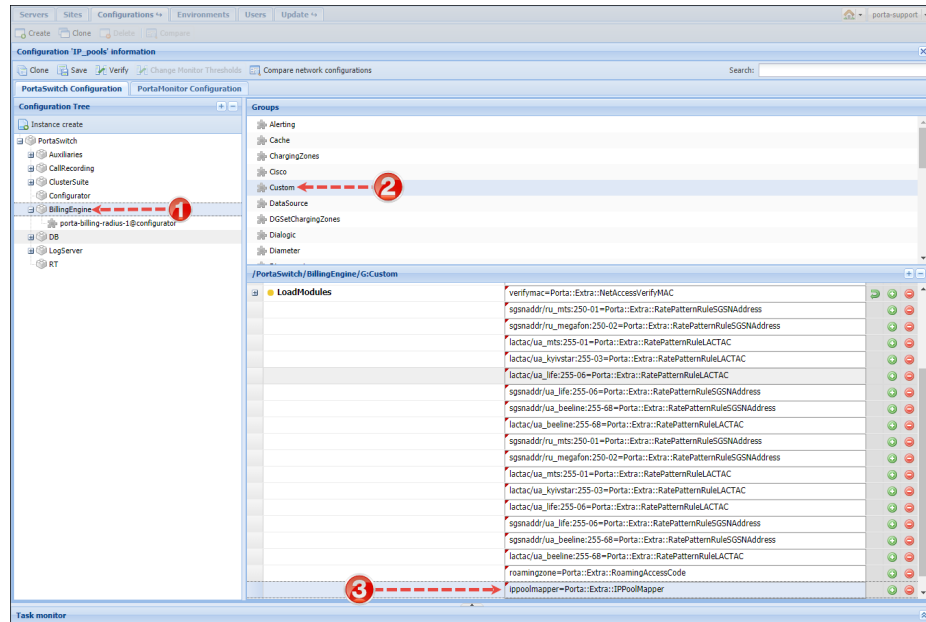 Servers Sites Configurations Environments Users Update porta-support
Create Clone Delete Compare
Configuration 'IP_pools' information
Clone Save Verify Change Monitor Thresholds Compare network configurations Search:
PortaSwitch Configuration PortaMonitor Configuration
Configuration Tree
Instance create
PortaSwitch
Auxiliaries
CallRecording
ClusterSuite
Configurator
BillingEngine 1
porta-billing-radius-1@configurator
DB
LogServer
RT
Groups
Alerting
Cache
ChargingZones
Cisco
Custom 2
DataSource
DGSetChargingZones
Dialogic
Diameter
/PortaSwitch/BillingEngine/G:Custom
LoadModules verifymac=Porta::Extra::NetAccessVerifyMAC
sgsnaddr/ru_mts:250-01=Porta::Extra::RatePatternRuleSGSNAddress
sgsnaddr/ru_megafon:250-02=Porta::Extra::RatePatternRuleSGSNAddress
lactac/ua_mts:255-01=Porta::Extra::RatePatternRuleLACTAC
lactac/ua_kyivstar:255-03=Porta::Extra::RatePatternRuleLACTAC
lactac/ua_life:255-06=Porta::Extra::RatePatternRuleLACTAC
sgsnaddr/ua_life:255-06=Porta::Extra::RatePatternRuleSGSNAddress
sgsnaddr/ua_beeline:255-68=Porta::Extra::RatePatternRuleSGSNAddress
lactac/ua_beeline:255-68=Porta::Extra::RatePatternRuleLACTAC
sgsnaddr/ru_mts:250-01=Porta::Extra::RatePatternRuleSGSNAddress
sgsnaddr/ru_megafon:250-02=Porta::Extra::RatePatternRuleSGSNAddress
lactac/ua_mts:255-01=Porta::Extra::RatePatternRuleLACTAC
lactac/ua_kyivstar:255-03=Porta::Extra::RatePatternRuleLACTAC
lactac/ua_life:255-06=Porta::Extra::RatePatternRuleLACTAC
sgsnaddr/ua_life:255-06=Porta::Extra::RatePatternRuleSGSNAddress
sgsnaddr/ua_beeline:255-68=Porta::Extra::RatePatternRuleSGSNAddress
lactac/ua_beeline:255-68=Porta::Extra::RatePatternRuleLACTAC
roamingzone=Porta::Extra::RoamingAccessCode
3 ippoolmapper=Porta::Extra::IPPoolMapper
Task monitor